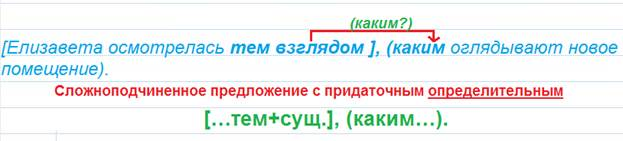 (каким?)
[Елизавета осмотрелась тем взглядом ], (каким оглядывают новое
помещение).
Сложноподчиненное предложение с придаточным определительным
[...тем+сущ.], (каким...).